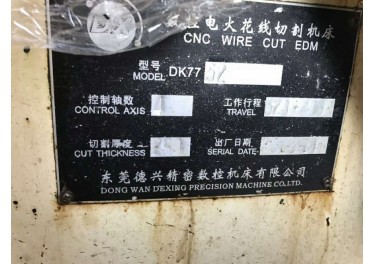 电火花线切割机床
CNC WIRE CUT EDM
型号
MODEL DK77
控制轴数
CONTROL AXIS
工作行程
TRAVEL
切割厚度
CUT THICKNESS
出厂日期
SERIAL DATE
东莞德兴精密数控机床有限公司
DONG WAN DEXING PRECISION MACHINE CO.,LTD.